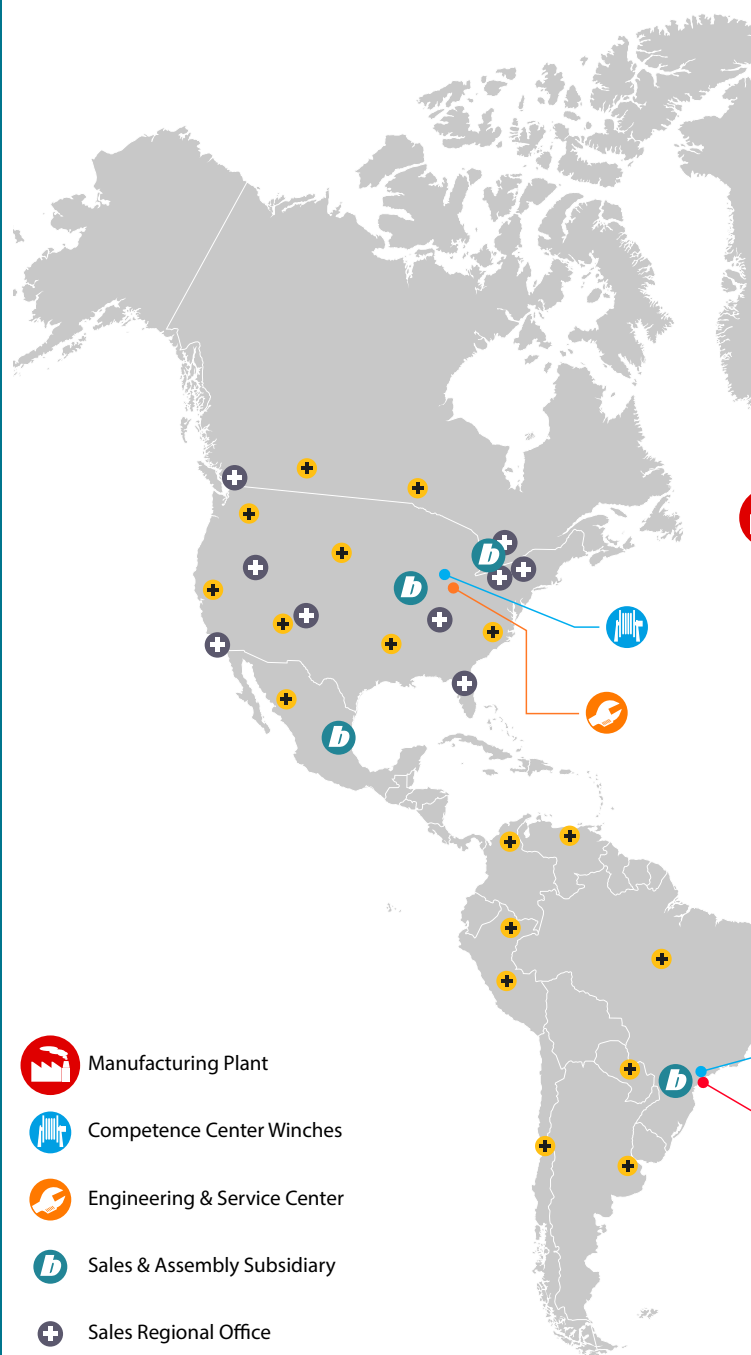 Manufacturing Plant
Competence Center Winches
Engineering & Service Center
b Sales & Assembly Subsidiary
Sales Regional Office